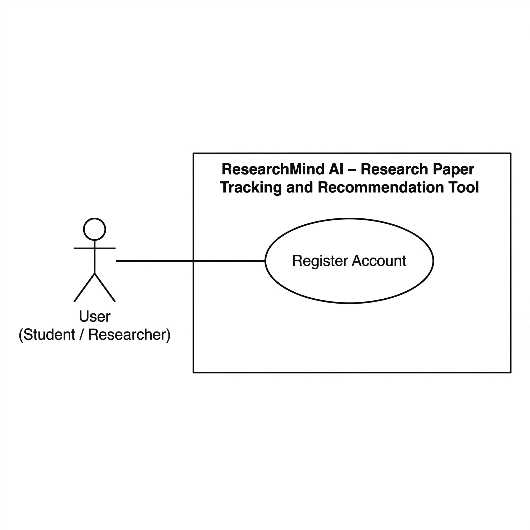 ResearchMind AI – Research Paper
Tracking and Recommendation Tool
Register Account
User
(Student / Researcher)